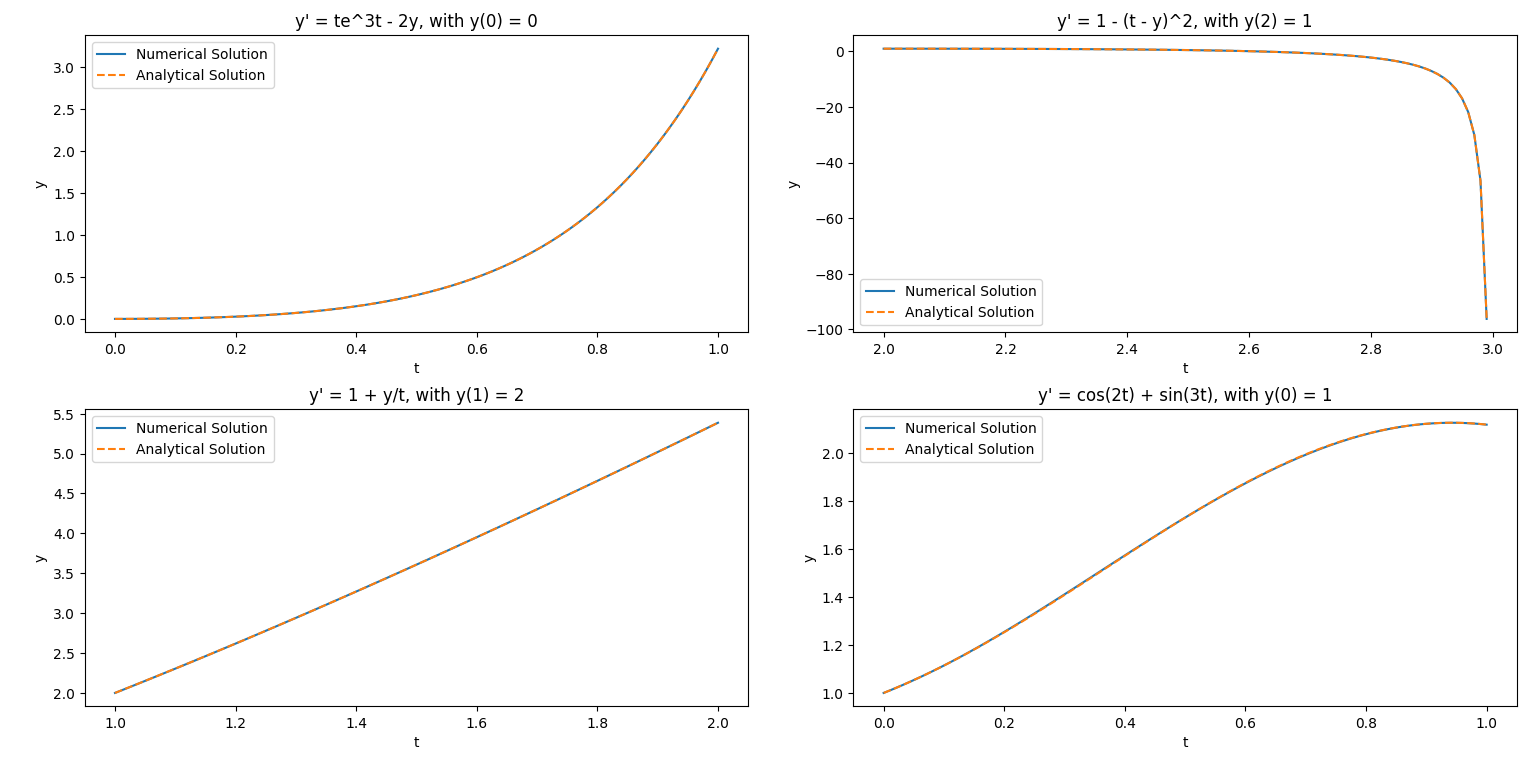 y' = te^3t - 2y, with y(0) = 0
Numerical Solution
Analytical Solution
3.0
2.5
2.0
1.5
1.0
0.5
0.0
y
0.0 0.2 0.4 0.6 0.8 1.0
t
y' = 1 - (t - y)^2, with y(2) = 1
0
−20
−40
−60
−80
−100
y
Numerical Solution
Analytical Solution
2.0 2.2 2.4 2.6 2.8 3.0
t
y' = 1 + y/t, with y(1) = 2
Numerical Solution
Analytical Solution
5.5
5.0
4.5
4.0
3.5
3.0
2.5
2.0
y
1.0 1.2 1.4 1.6 1.8 2.0
t
y' = cos(2t) + sin(3t), with y(0) = 1
Numerical Solution
Analytical Solution
2.0
1.8
1.6
1.4
1.2
1.0
y
0.0 0.2 0.4 0.6 0.8 1.0
t